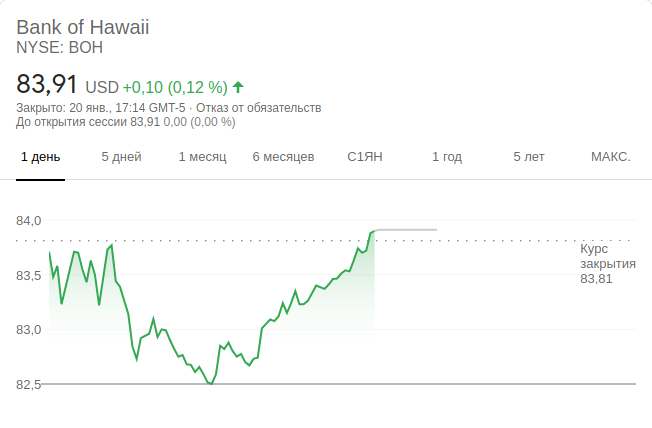 Bank of Hawaii
NYSE: BOH
83,91 USD +0,10 (0,12 %)
Закрыто: 20 янв., 17:14 GMT-5 · Отказ от обязательств
До открытия сессии 83,91 0,00 (0,00 %)
1 день 5 дней 1 месяц 6 месяцев С1ЯН 1 год 5 лет МАКС.
84,0
Курс
закрытия
83,81
83,5
83,0
82,5